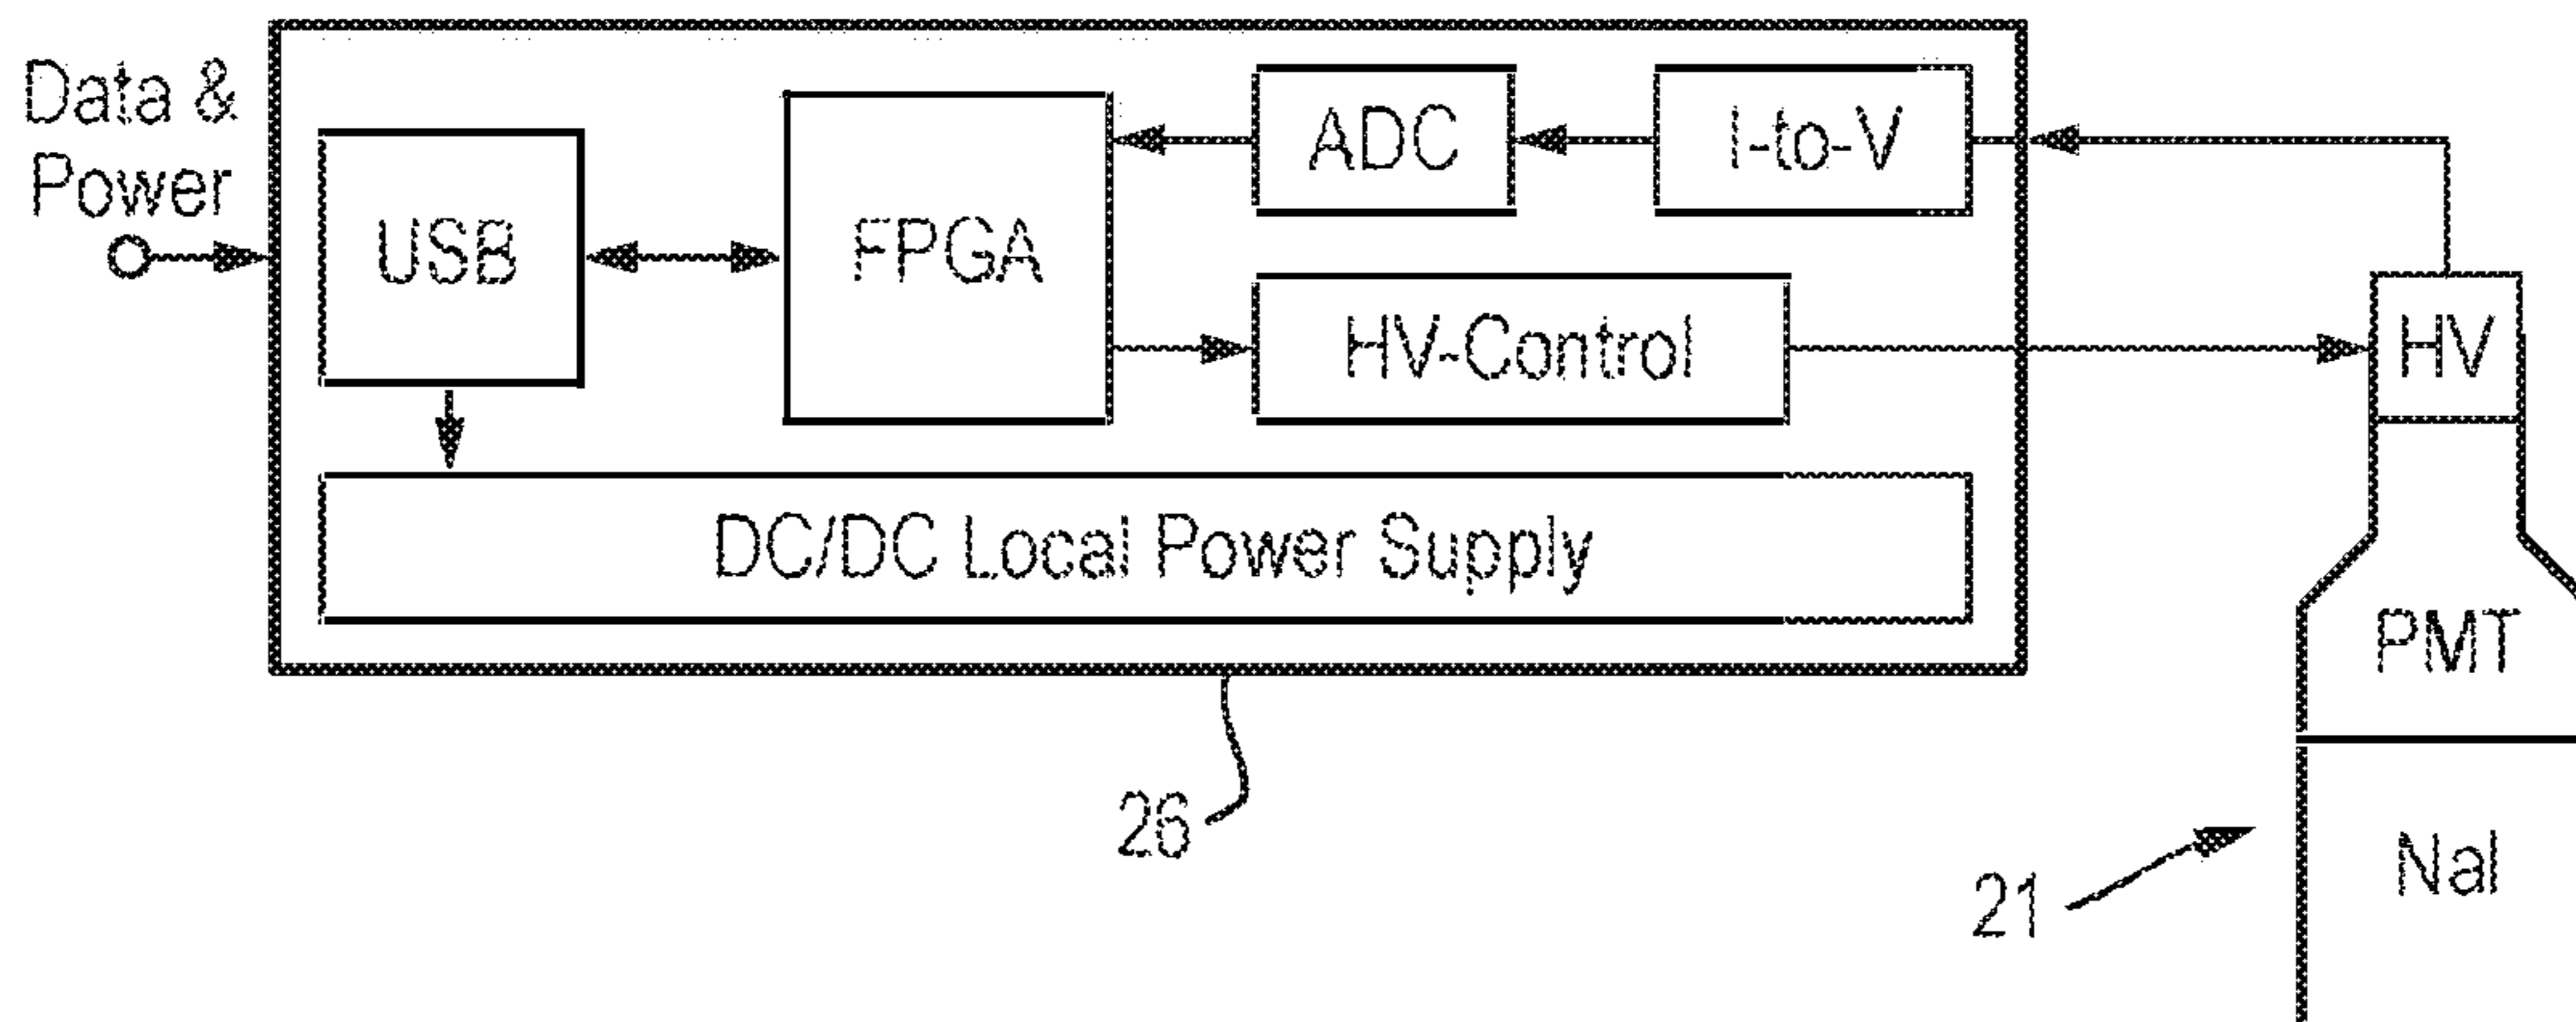 Data &
Power
USB
FPGA
ADC
I-to-V
HV-Control
HV
DC/DC Local Power Supply
PMT
26
21
NaI